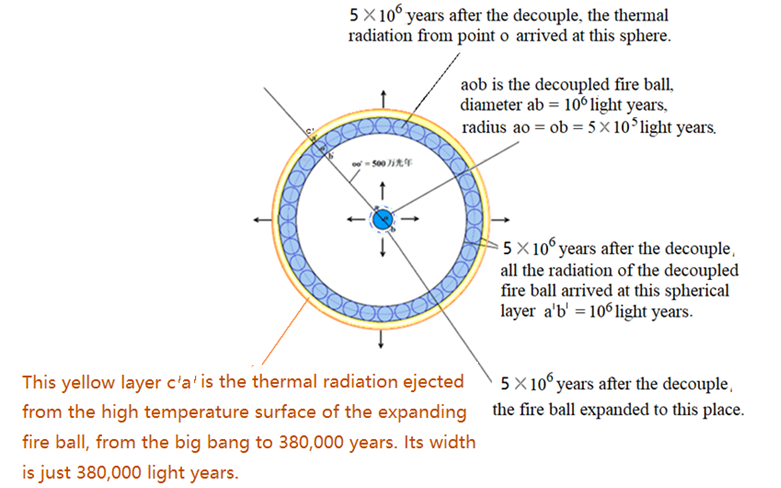 5×10⁶ years after the decouple, the thermal
radiation from point o arrived at this sphere.
aob is the decoupled fire ball,
diameter ab = 10⁶ light years,
radius ao = ob = 5×10⁵ light years.
c'
oo' = 500 万光年
5×10⁶ years after the decouple,
all the radiation of the decoupled
fire ball arrived at this spherical
layer a'b' = 10⁶ light years.
This yellow layer c'a' is the thermal radiation ejected
from the high temperature surface of the expanding
fire ball, from the big bang to 380,000 years. Its width
is just 380,000 light years.
5×10⁶ years after the decouple,
the fire ball expanded to this place.